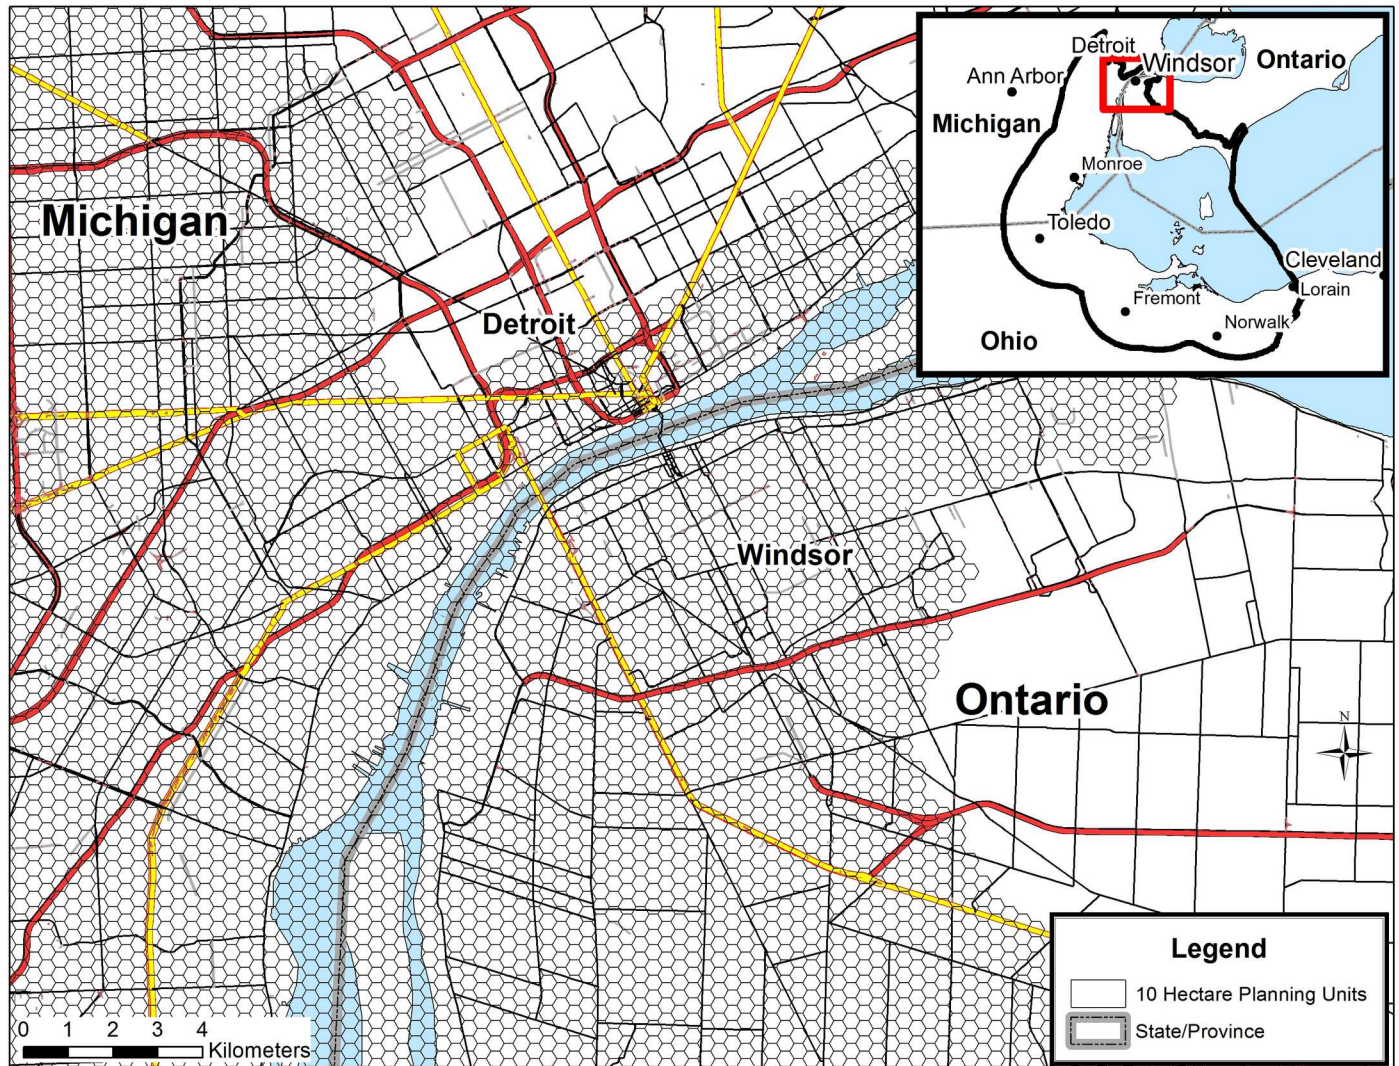 Detroit
Windsor
Ontario
Ann Arbor
Michigan
Monroe
Toledo
Cleveland
Fremont
Lorain
Norwalk
Ohio
Michigan
Detroit
Windsor
Ontario
N
Legend
10 Hectare Planning Units
State/Province
0 1 2 3 4
Kilometers